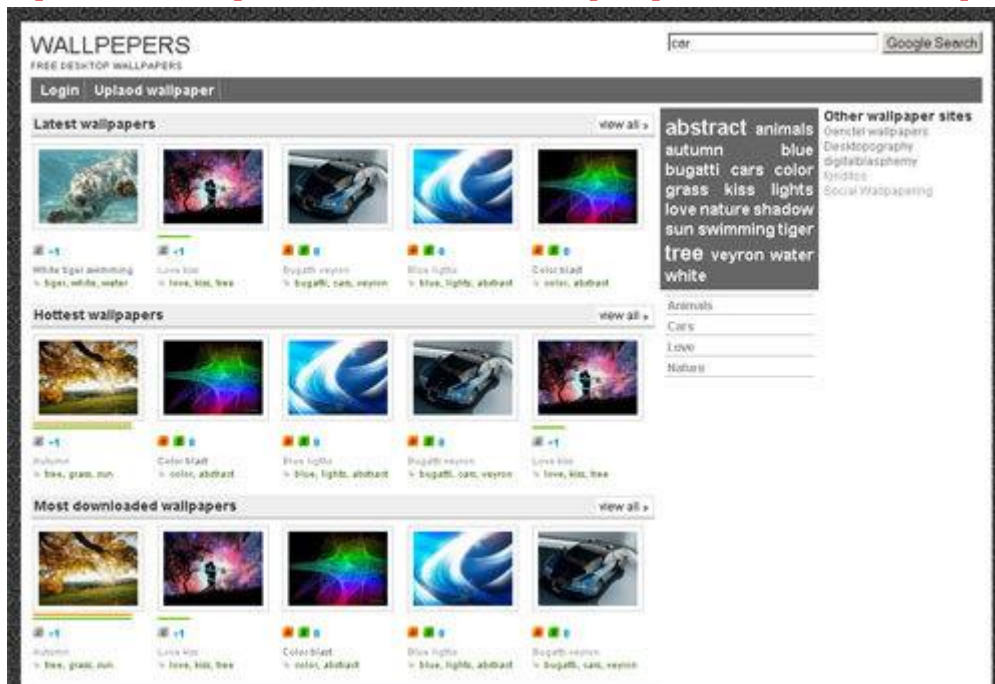 WALLPEPERS
FREE DESKTOP WALLPAPERS
car
Google Search
Login Uplaod wallpaper
Latest wallpapers
view all »
+1
+1
0
0
0
White tiger swimming
Love kiss
Bugatti veyron
Blue lights
Color blast
tiger, white, water
love, kiss, tree
bugatti, cars, veyron
blue, lights, abstract
color, abstract
Hottest wallpapers
view all »
+1
0
0
0
+1
Autumn
Color blast
Blue lights
Bugatti veyron
Love kiss
tree, grass, sun
color, abstract
blue, lights, abstract
bugatti, cars, veyron
love, kiss, tree
Most downloaded wallpapers
view all »
+1
+1
0
0
0
Autumn
Love kiss
Color blast
Blue lights
Bugatti veyron
tree, grass, sun
love, kiss, tree
color, abstract
blue, lights, abstract
bugatti, cars, veyron
abstract animals
autumn blue
bugatti cars color
grass kiss lights
love nature shadow
sun swimming tiger
tree veyron water
white
Animals
Cars
Love
Nature
Other wallpaper sites
wallpapers
Desktopography
digitalblasphemy
Social Wallpapering